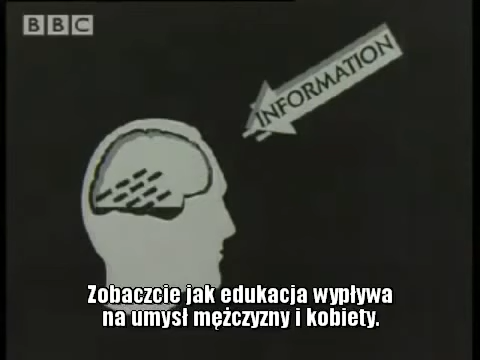 BBC
INFORMATION
Zobaczcie jak edukacja wypływa
na umysł mężczyzny i kobiety.